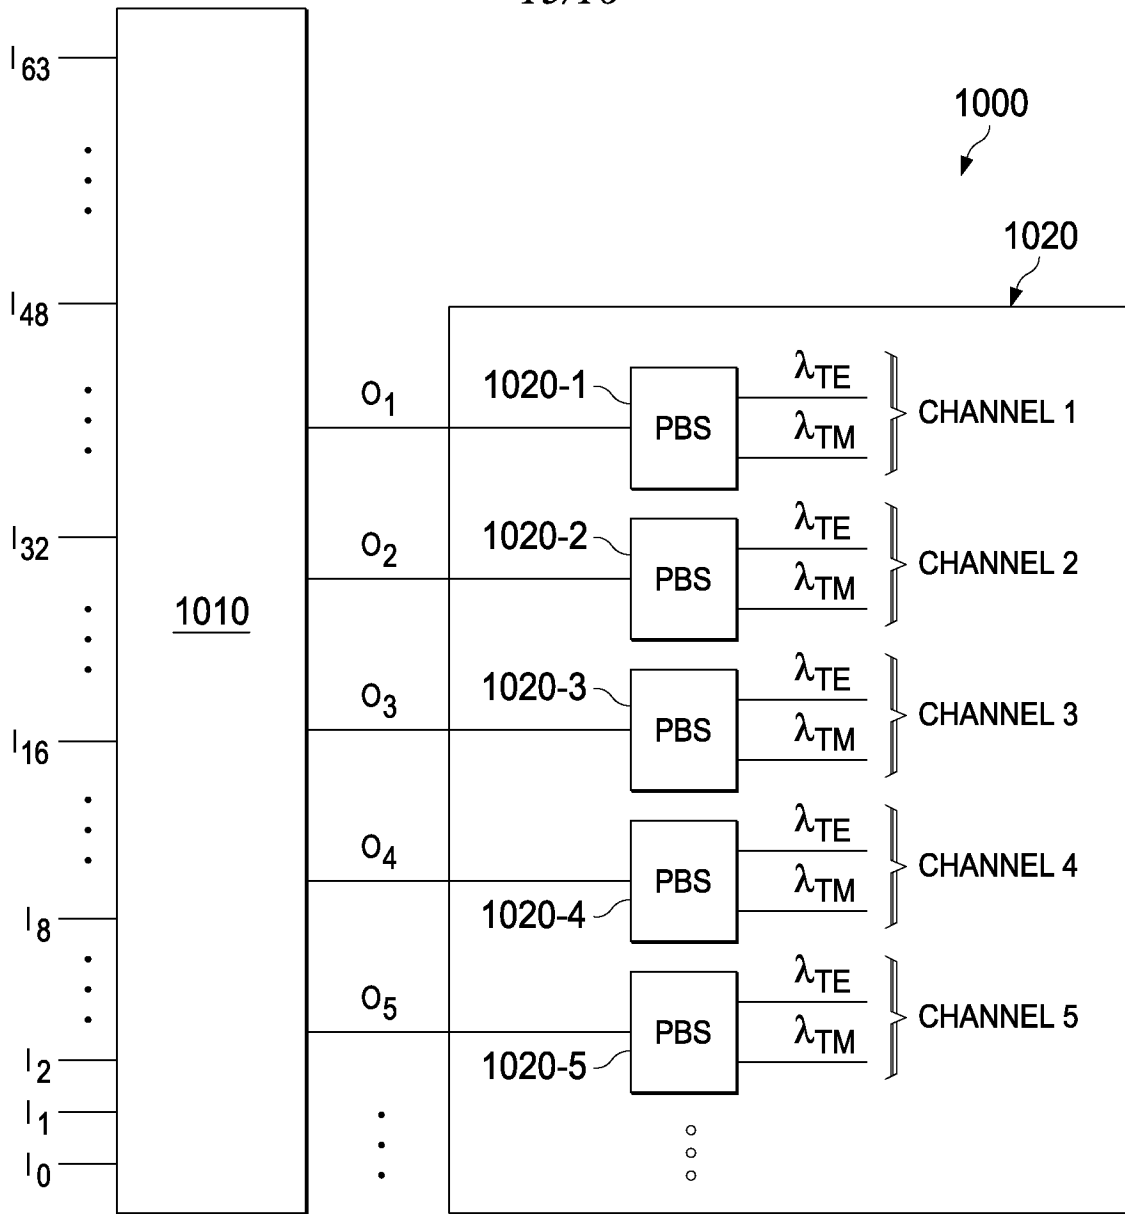 I63
1000
1020
I48
O1
1020-1
PBS
λTE
λTM
CHANNEL 1
I32
O2
1020-2
PBS
λTE
λTM
CHANNEL 2
1010
O3
1020-3
PBS
λTE
λTM
CHANNEL 3
I16
O4
1020-4
PBS
λTE
λTM
CHANNEL 4
I8
O5
1020-5
PBS
λTE
λTM
CHANNEL 5
I2
I1
I0